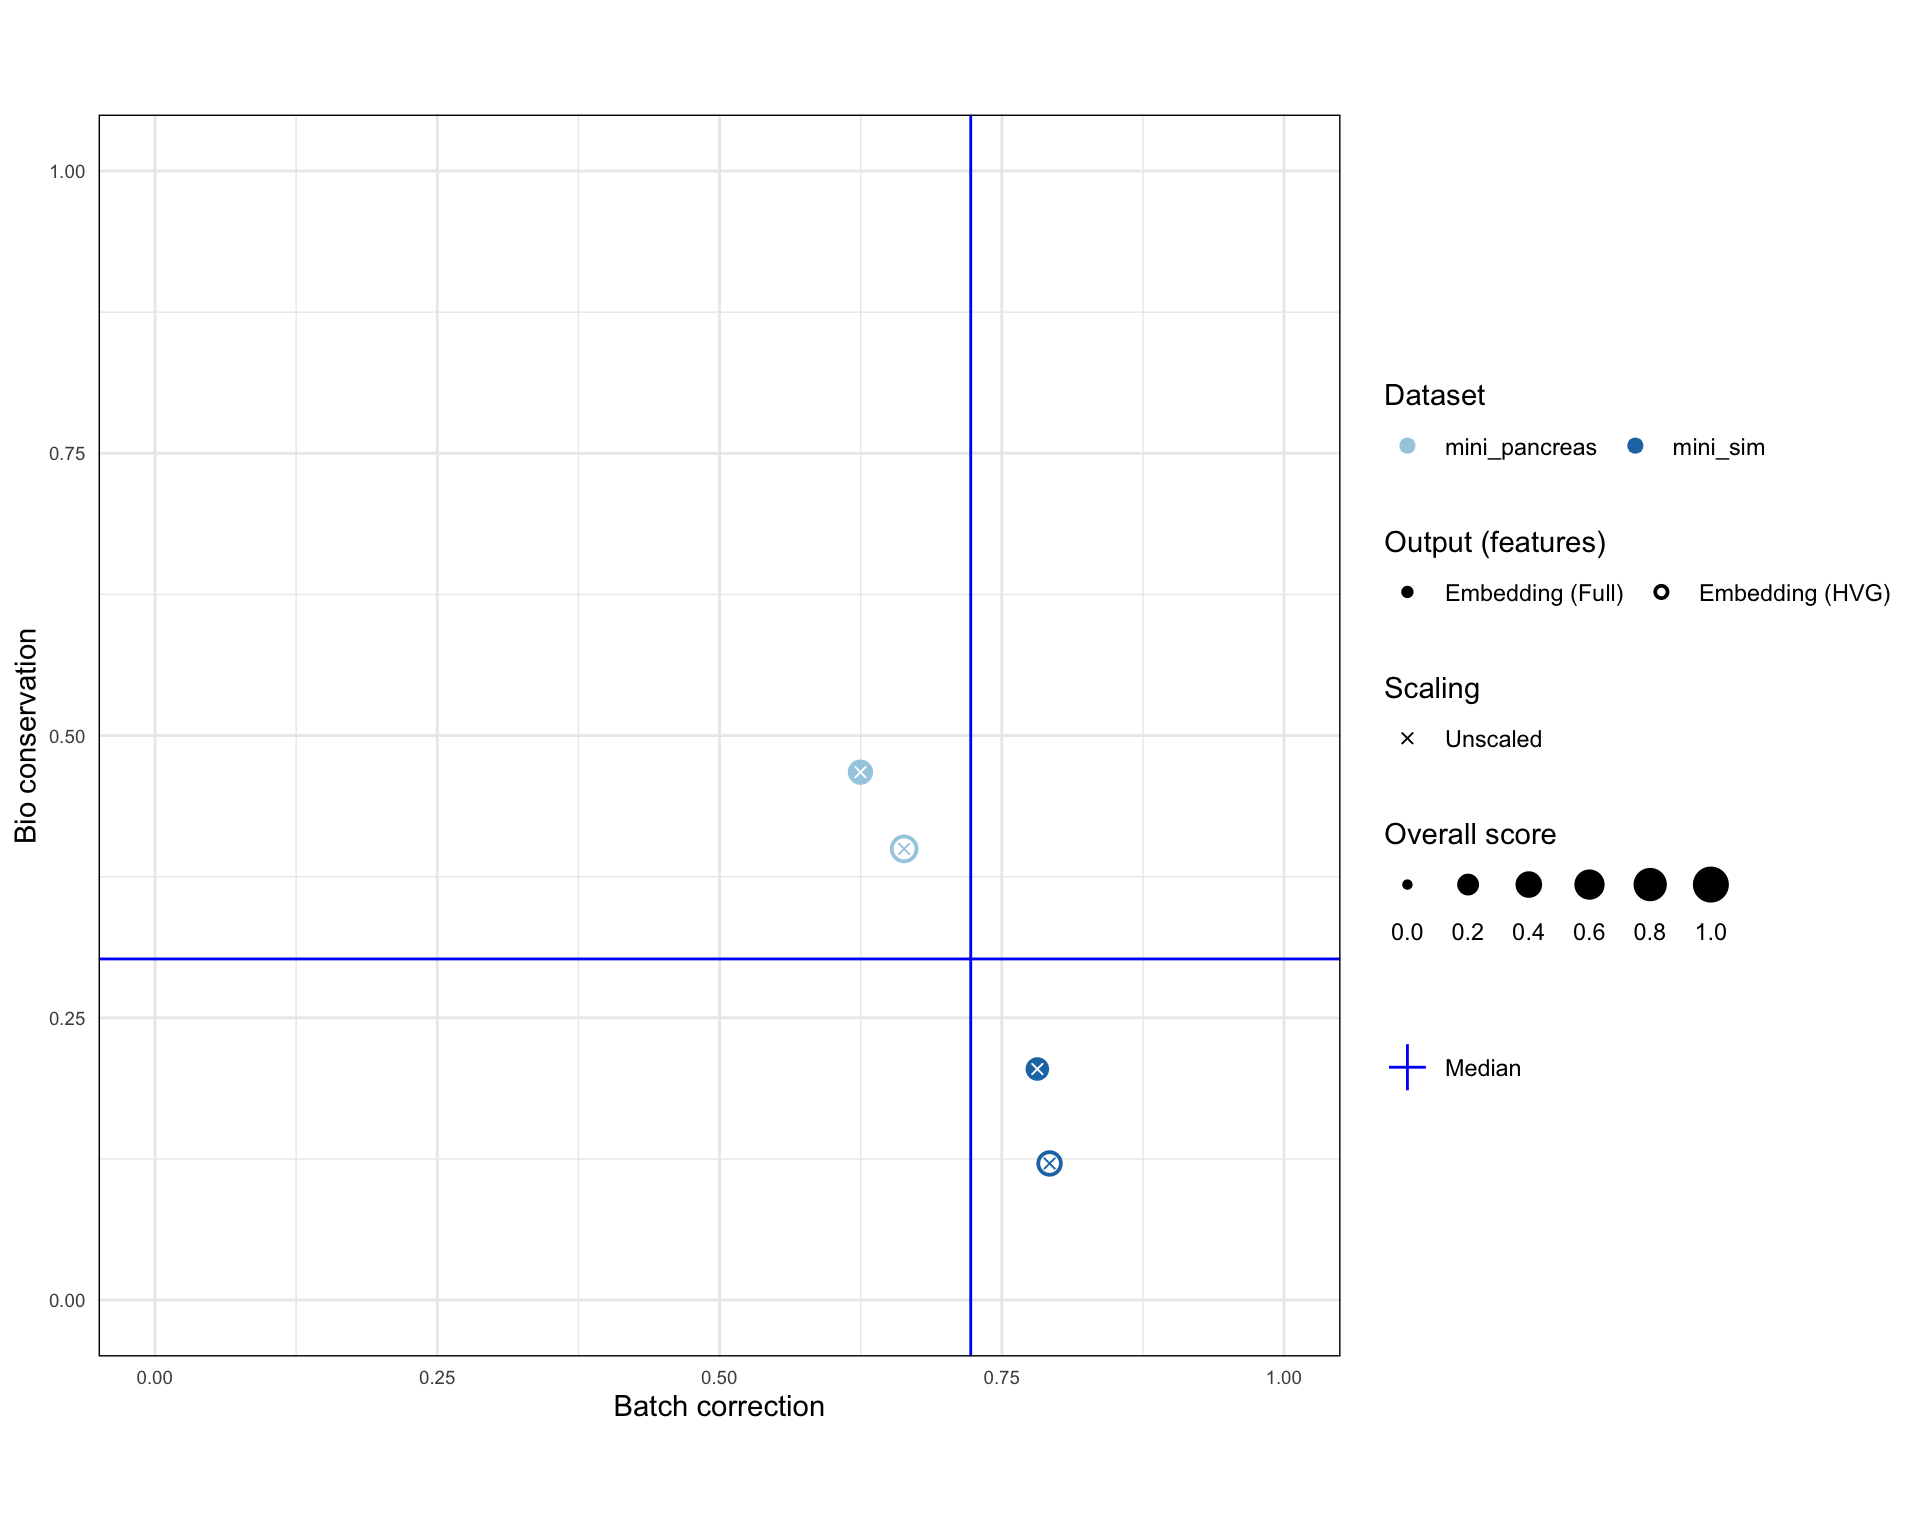 1.00
0.75
0.50
0.25
0.00
Bio conservation
0.00 0.25 0.50 0.75 1.00
Batch correction
Dataset
mini_pancreas mini_sim
Output (features)
Embedding (Full) Embedding (HVG)
Scaling
Unscaled
Overall score
0.0 0.2 0.4 0.6 0.8 1.0
Median